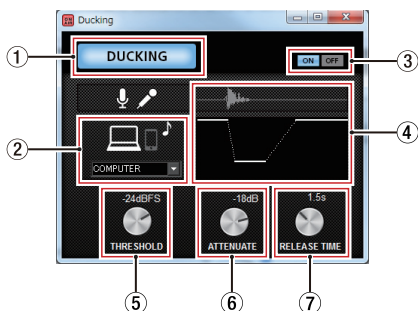 Ducking
① DUCKING
ON OFF ③
② COMPUTER
④
-24dBFS -18dB 1.5s
THRESHOLD ATTENUATE RELEASE TIME
⑤ ⑥ ⑦